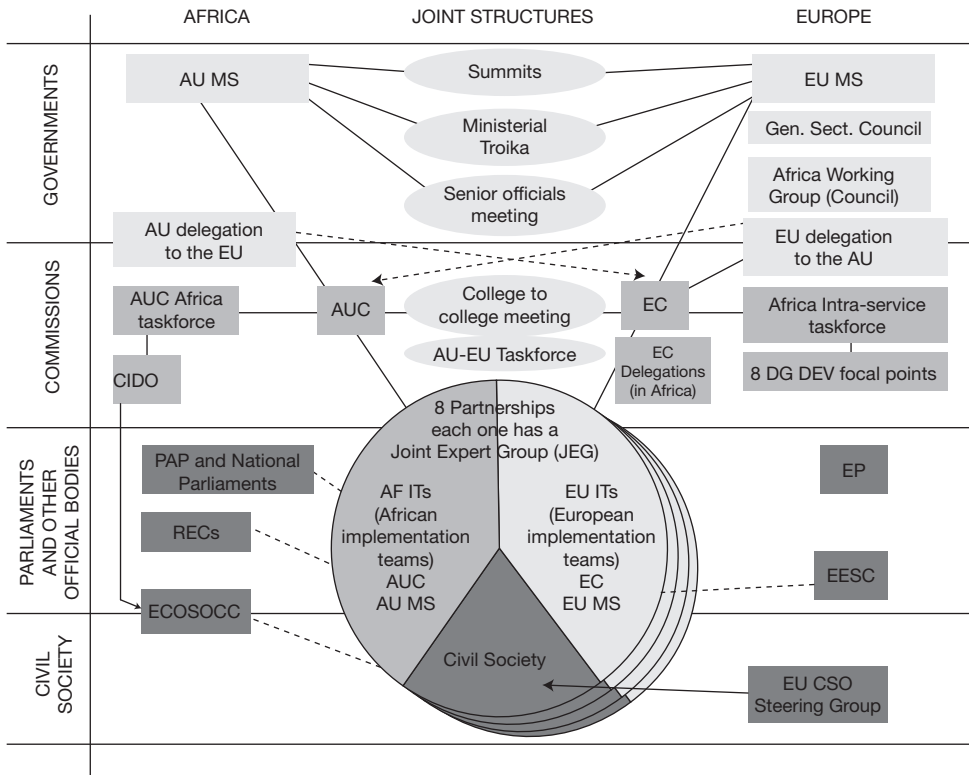 AFRICA
JOINT STRUCTURES
EUROPE
GOVERNMENTS
AU MS
Summits
EU MS
Ministerial
Troika
Gen. Sect. Council
Senior officials
meeting
Africa Working
Group (Council)
AU delegation
to the EU
EU delegation
to the AU
COMMISSIONS
AUC Africa
taskforce
AUC
College to
college meeting
EC
Africa Intra-service
taskforce
AU-EU Taskforce
EC
Delegations
(in Africa)
CIDO
8 DG DEV focal points
8 Partnerships
each one has a
Joint Expert Group (JEG)
PARLIAMENTS
AND OTHER
OFFICIAL BODIES
PAP and National
Parliaments
EP
RECs
AF ITs
(African
implementation
teams)
AUC
AU MS
EU ITs
(European
implementation
teams)
EC
EU MS
EESC
ECOSOCC
CIVIL
SOCIETY
Civil Society
EU CSO
Steering Group